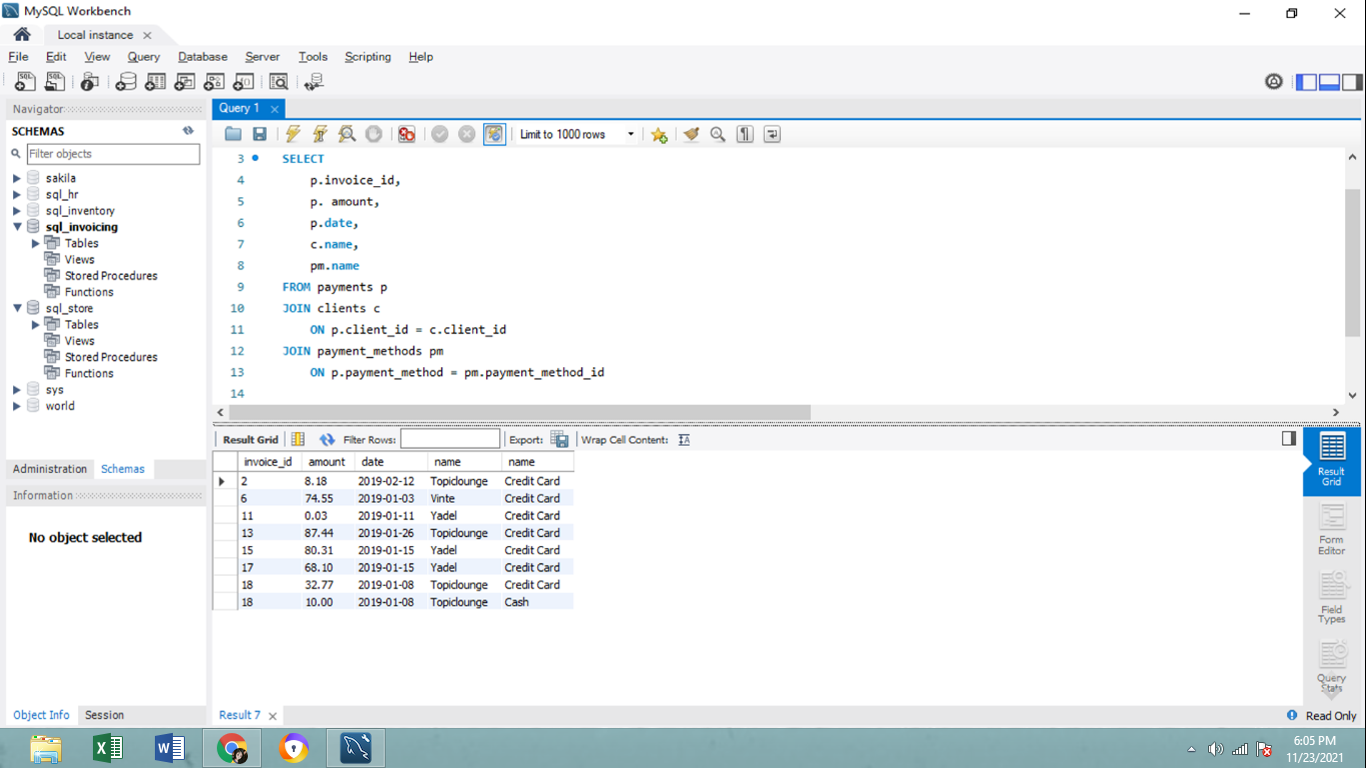 MySQL Workbench
Local instance
File Edit View Query Database Server Tools Scripting Help
Navigator
SCHEMAS
Filter objects
sakila
sql_hr
sql_inventory
sql_invoicing
Tables
Views
Stored Procedures
Functions
sql_store
Tables
Views
Stored Procedures
Functions
sys
world
Administration Schemas
Information
No object selected
Object Info Session
Query 1
Limit to 1000 rows
3 SELECT
4 p.invoice_id,
5 p. amount,
6 p.date,
7 c.name,
8 pm.name
9 FROM payments p
10 JOIN clients c
11 ON p.client_id = c.client_id
12 JOIN payment_methods pm
13 ON p.payment_method = pm.payment_method_id
14
Result Grid Filter Rows: Export: Wrap Cell Content:
invoice_id amount date name name
2 8.18 2019-02-12 Topiclounge Credit Card
6 74.55 2019-01-03 Vinte Credit Card
11 0.03 2019-01-11 Yadel Credit Card
13 87.44 2019-01-26 Topiclounge Credit Card
15 80.31 2019-01-15 Yadel Credit Card
17 68.10 2019-01-15 Yadel Credit Card
18 32.77 2019-01-08 Topiclounge Credit Card
18 10.00 2019-01-08 Topiclounge Cash
Result
Grid
Form
Editor
Field
Types
Query
Stats
Result 7
Read Only
6:05 PM
11/23/2021